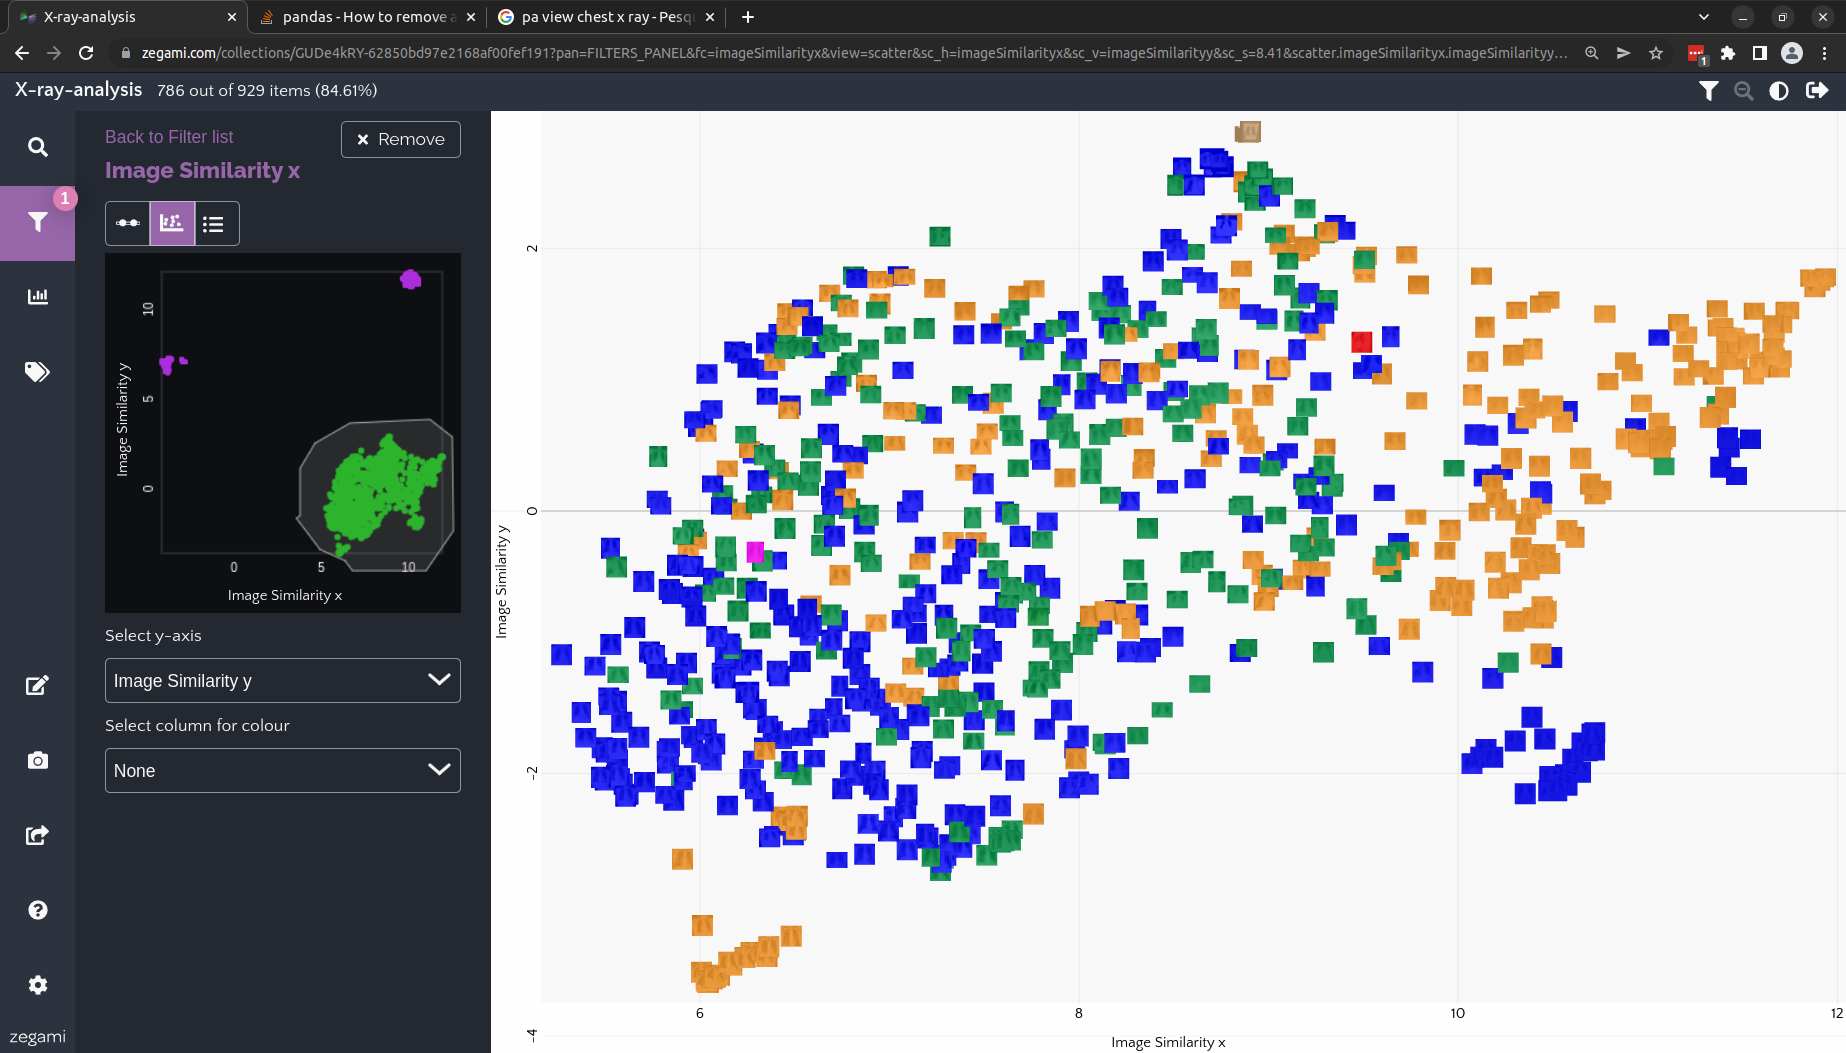 X-ray-analysis
pandas - How to remove a
pa view chest x ray - Pesq
zegami.com/collections/GUDe4kRY-62850bd97e2168af00fef191?pan=FILTERS_PANEL&fc=imageSimilarityx&view=scatter&sc_h=imageSimilarityx&sc_v=imageSimilarityy&sc_s=8.41&scatter.imageSimilarityx.imageSimilarityy...
1
X-ray-analysis 786 out of 929 items (84.61%)
Back to Filter list
Remove
Image Similarity x
1
10
5
0
Image Similarity y
0 5 10
Image Similarity x
Select y-axis
Image Similarity y
Select column for colour
None
zegami
2
0
-2
-4
Image Similarity y
6 8 10 12
Image Similarity x